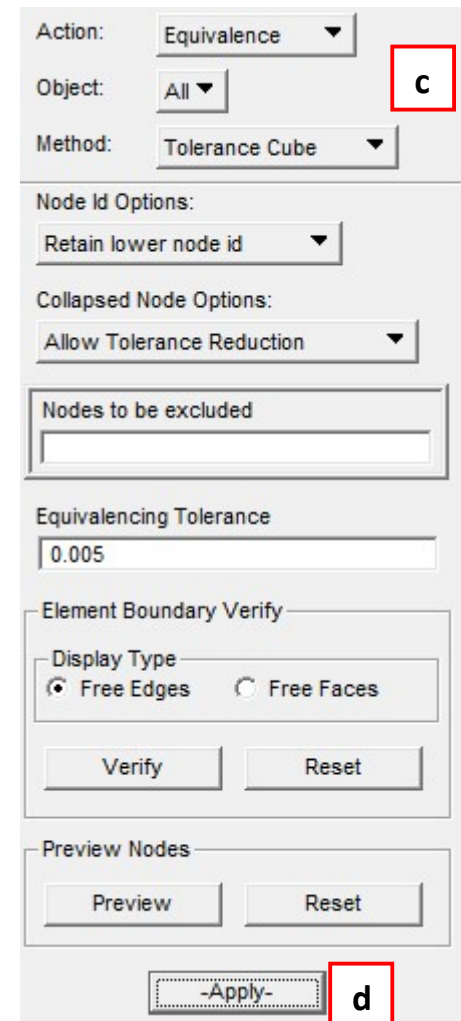 Action: Equivalence
c
Object: All
Method: Tolerance Cube
Node Id Options:
Retain lower node id
Collapsed Node Options:
Allow Tolerance Reduction
Nodes to be excluded
Equivalencing Tolerance
0.005
Element Boundary Verify
Display Type
Free Edges Free Faces
Verify Reset
Preview Nodes
Preview Reset
-Apply- d